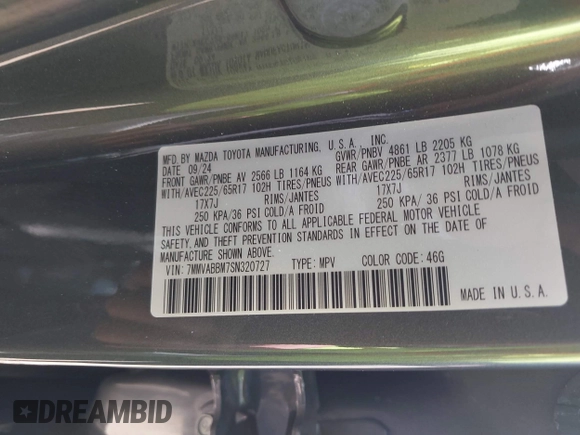 MFD. BY MAZDA TOYOTA MANUFACTURING, U.S.A., INC.
DATE 09/24 GVWR/PNBV 4861 LB 2205 KG
FRONT GAWR/PNBE AV 2566 LB 1164 KG REAR GAWR/PNBE AR 2377 LB 1078 KG
WITH/AVEC225/65R17 102H TIRES/PNEUS WITH/AVEC225/65R17 102H TIRES/PNEUS
17X7J RIMS/JANTES 17X7J RIMS/JANTES
250 KPA/36 PSI COLD/A FROID 250 KPA/36 PSI COLD/A FROID
THIS VEHICLE CONFORMS TO ALL APPLICABLE FEDERAL MOTOR VEHICLE
SAFETY, AND THEFT PREVENTION STANDARDS IN EFFECT ON THE DATE OF
MANUFACTURE SHOWN ABOVE.
VIN: 7MMVABBM7SN320727 TYPE: MPV COLOR CODE: 46G
MADE IN U.S.A.
DREAMBID